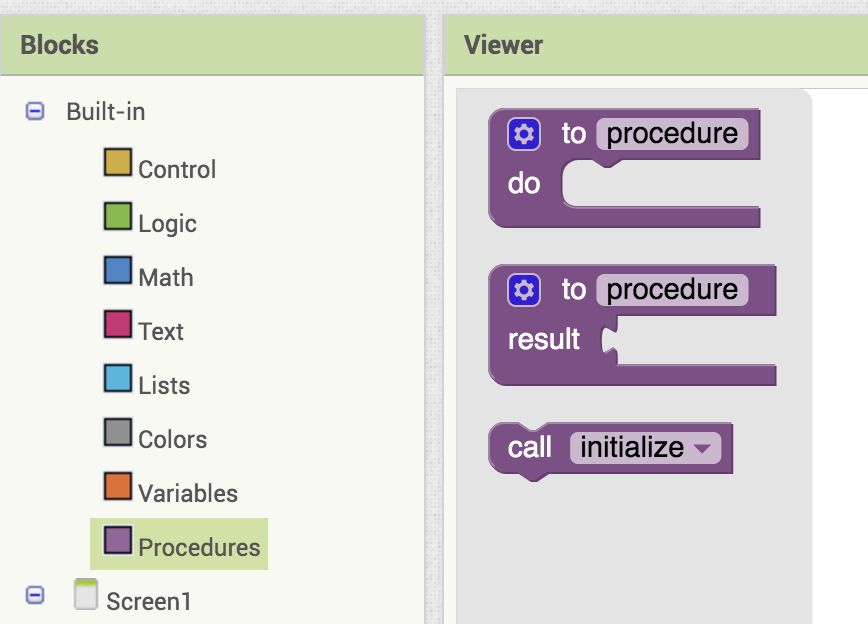 Blocks
Built-in
Control
Logic
Math
Text
Lists
Colors
Variables
Procedures
Screen1
Viewer
to procedure
do
to procedure
result
call initialize